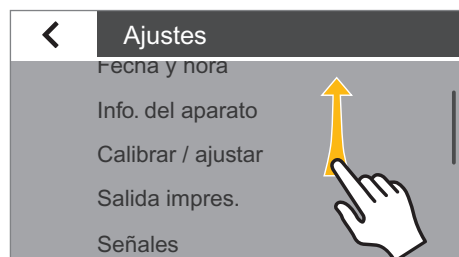 Ajustes
Fecha y hora
Info. del aparato
Calibrar / ajustar
Salida impres.
Señales